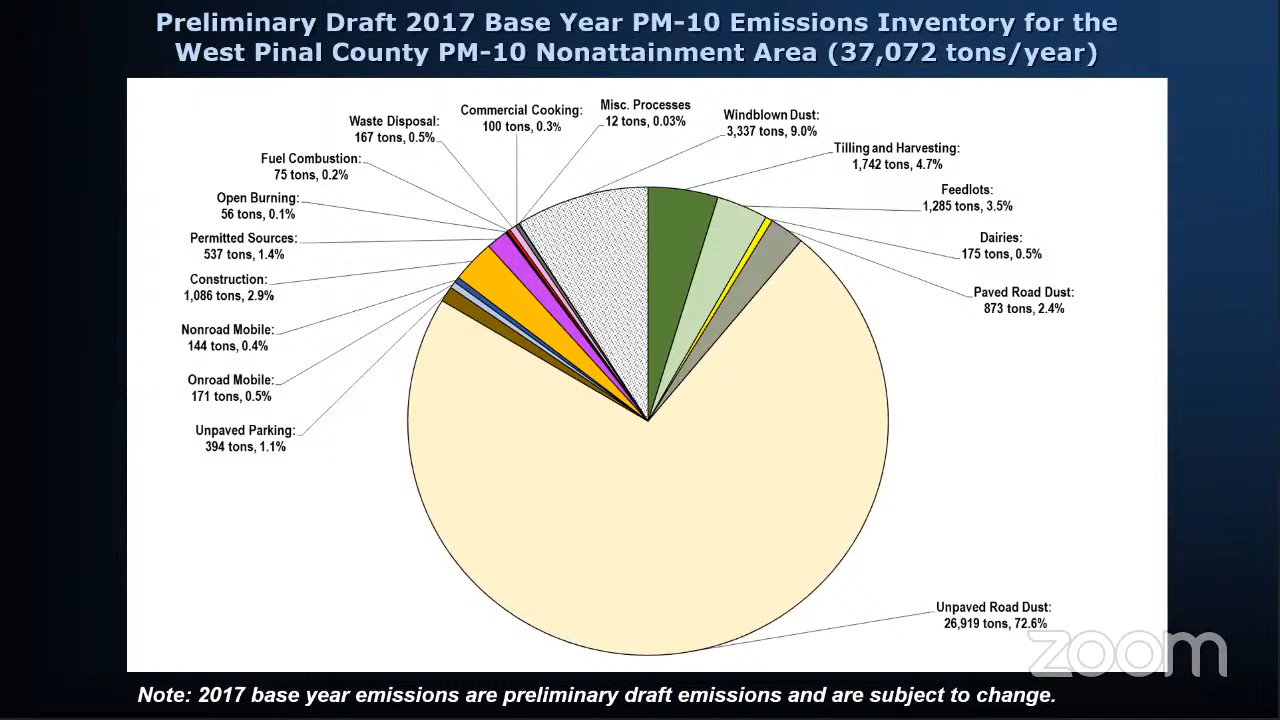 Preliminary Draft 2017 Base Year PM-10 Emissions Inventory for the
West Pinal County PM-10 Nonattainment Area (37,072 tons/year)
Commercial Cooking:
100 tons, 0.3%
Misc. Processes
12 tons, 0.03%
Windblown Dust:
3,337 tons, 9.0%
Waste Disposal:
167 tons, 0.5%
Tilling and Harvesting:
1,742 tons, 4.7%
Fuel Combustion:
75 tons, 0.2%
Feedlots:
1,285 tons, 3.5%
Open Burning:
56 tons, 0.1%
Dairies:
175 tons, 0.5%
Permitted Sources:
537 tons, 1.4%
Construction:
1,086 tons, 2.9%
Paved Road Dust:
873 tons, 2.4%
Nonroad Mobile:
144 tons, 0.4%
Onroad Mobile:
171 tons, 0.5%
Unpaved Parking:
394 tons, 1.1%
Unpaved Road Dust:
26,919 tons, 72.6%
zoom
Note: 2017 base year emissions are preliminary draft emissions and are subject to change.